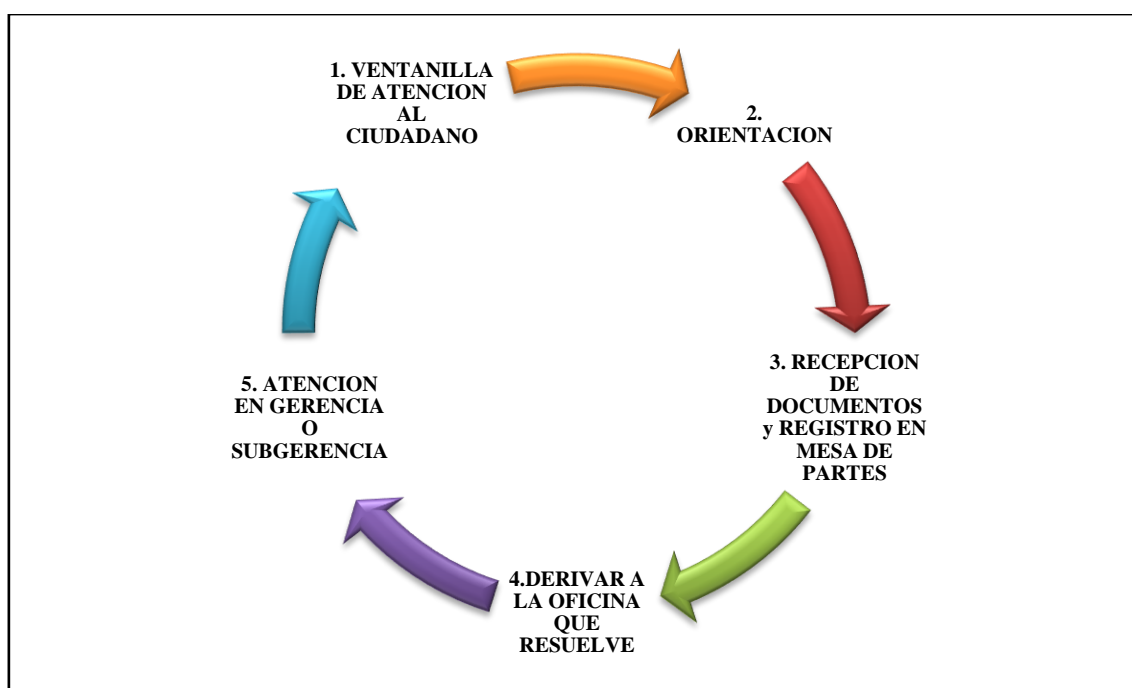 1. VENTANILLA
DE ATENCION
AL
CIUDADANO
2.
ORIENTACION
3. RECEPCION
DE
DOCUMENTOS
y REGISTRO EN
MESA DE
PARTES
4.DERIVAR A
LA OFICINA
QUE
RESUELVE
5. ATENCION
EN GERENCIA
O
SUBGERENCIA